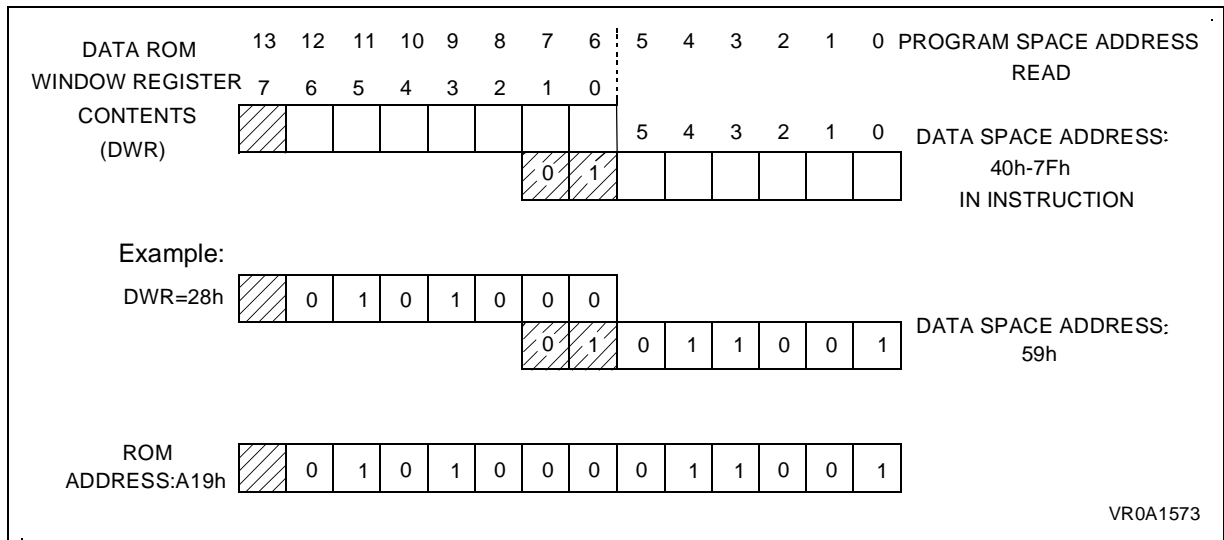 DATA ROM
WINDOW REGISTER
CONTENTS
(DWR)
13 12 11 10 9 8 7 6 5 4 3 2 1 0 PROGRAM SPACE ADDRESS
READ
7 6 5 4 3 2 1 0
5 4 3 2 1 0
DATA SPACE ADDRESS:
40h-7Fh
IN INSTRUCTION
0 1
Example:
DWR=28h
0 1 0 1 0 0 0
0 1 0 1 1 0 0 1
DATA SPACE ADDRESS:
59h
ROM
ADDRESS:A19h
0 1 0 1 0 0 0 0 1 1 0 0 1
VR0A1573